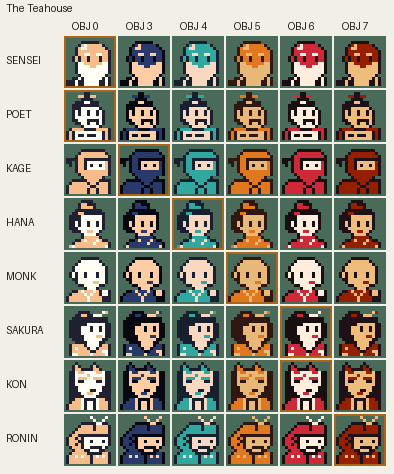 The Teahouse
OBJ 0 OBJ 3 OBJ 4 OBJ 5 OBJ 6 OBJ 7
SENSEI
POET
KAGE
HANA
MONK
SAKURA
KON
RONIN